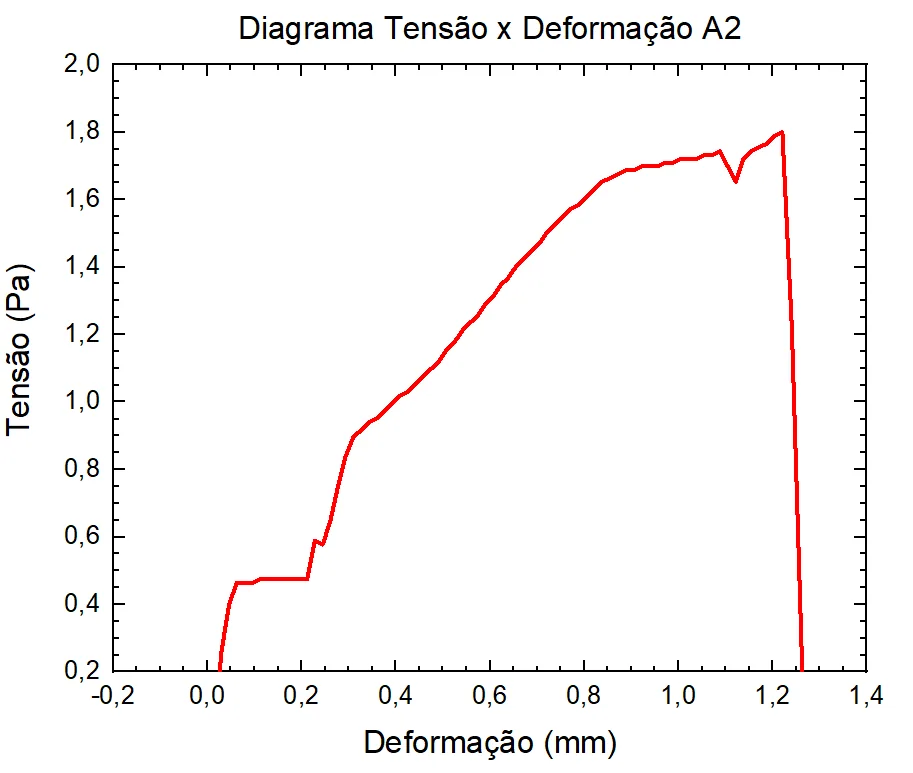 Diagrama Tensão x Deformação A2
2,0
1,8
1,6
1,4
1,2
1,0
0,8
0,6
0,4
0,2
Tensão (Pa)
-0,2 0,0 0,2 0,4 0,6 0,8 1,0 1,2 1,4
Deformação (mm)